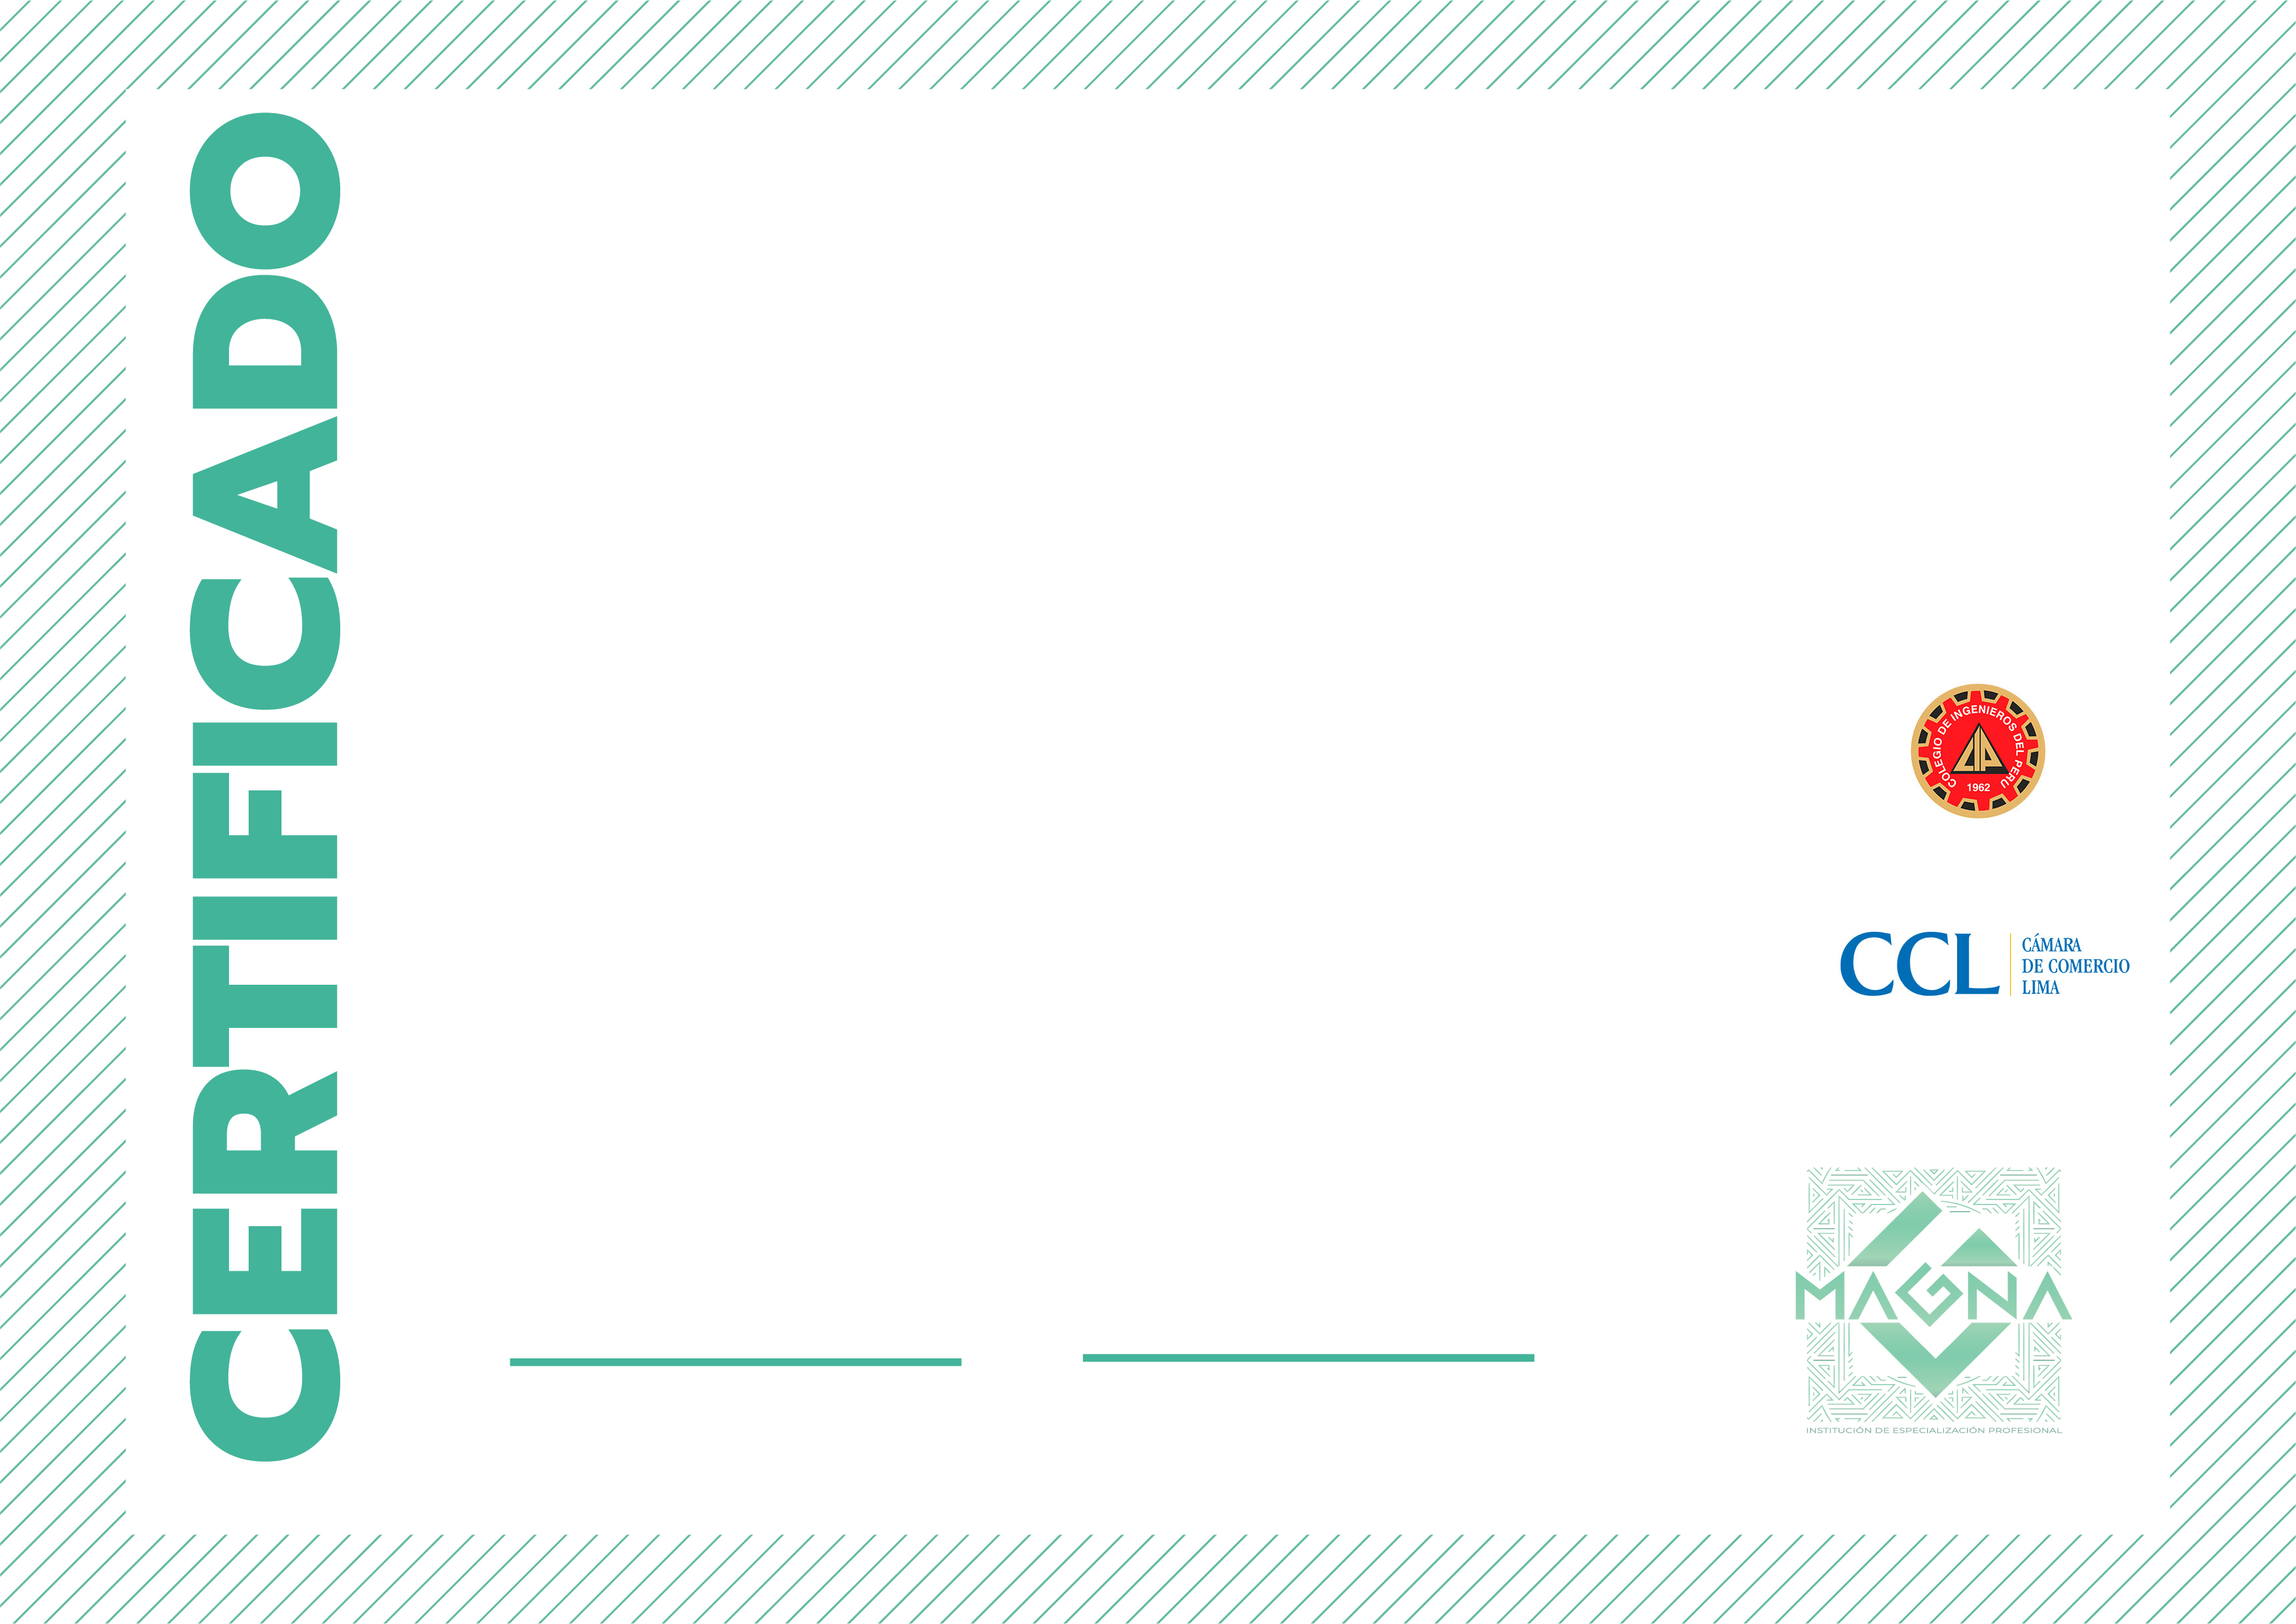 CERTIFICADO
COLEGIO DE INGENIEROS DEL PERU
CIP
1962
CCL
CÁMARA
DE COMERCIO
LIMA
MAGNA
INSTITUCIÓN DE ESPECIALIZACIÓN PROFESIONAL